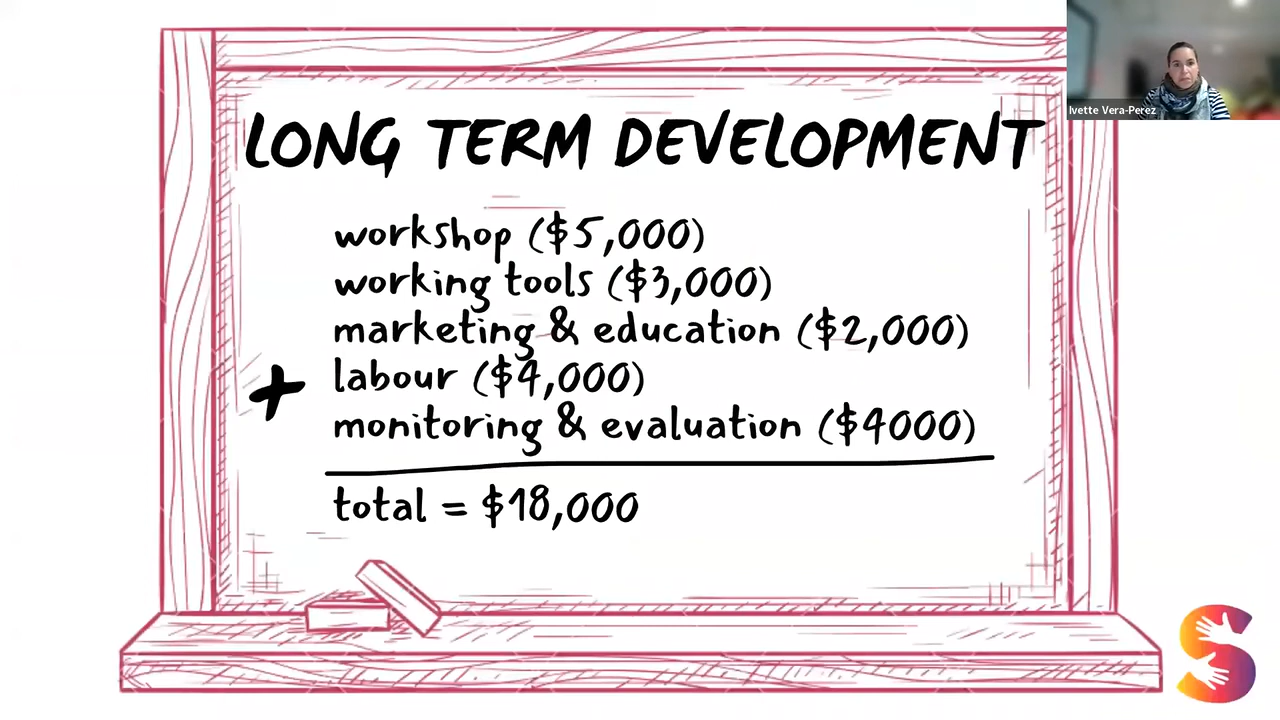 Ivette Vera-Perez
LONG TERM DEVELOPMENT
workshop ($5,000)
working tools ($3,000)
marketing & education ($2,000)
labour ($4,000)
+
monitoring & evaluation ($4000)
total = $18,000
S